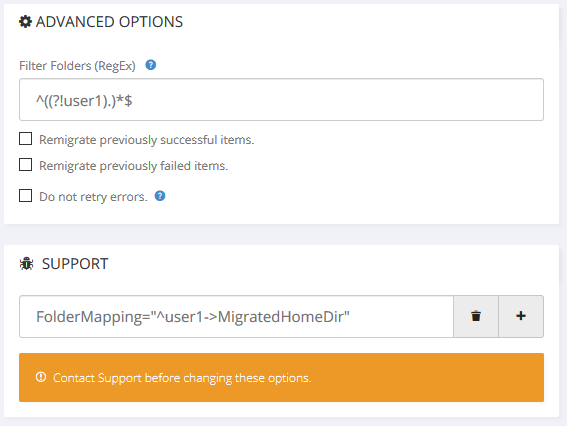 ADVANCED OPTIONS
Filter Folders (RegEx) ?
^((?!user1).)*$
Remigrate previously successful items.
Remigrate previously failed items.
Do not retry errors. ?
SUPPORT
FolderMapping="^user1->MigratedHomeDir"
Contact Support before changing these options.